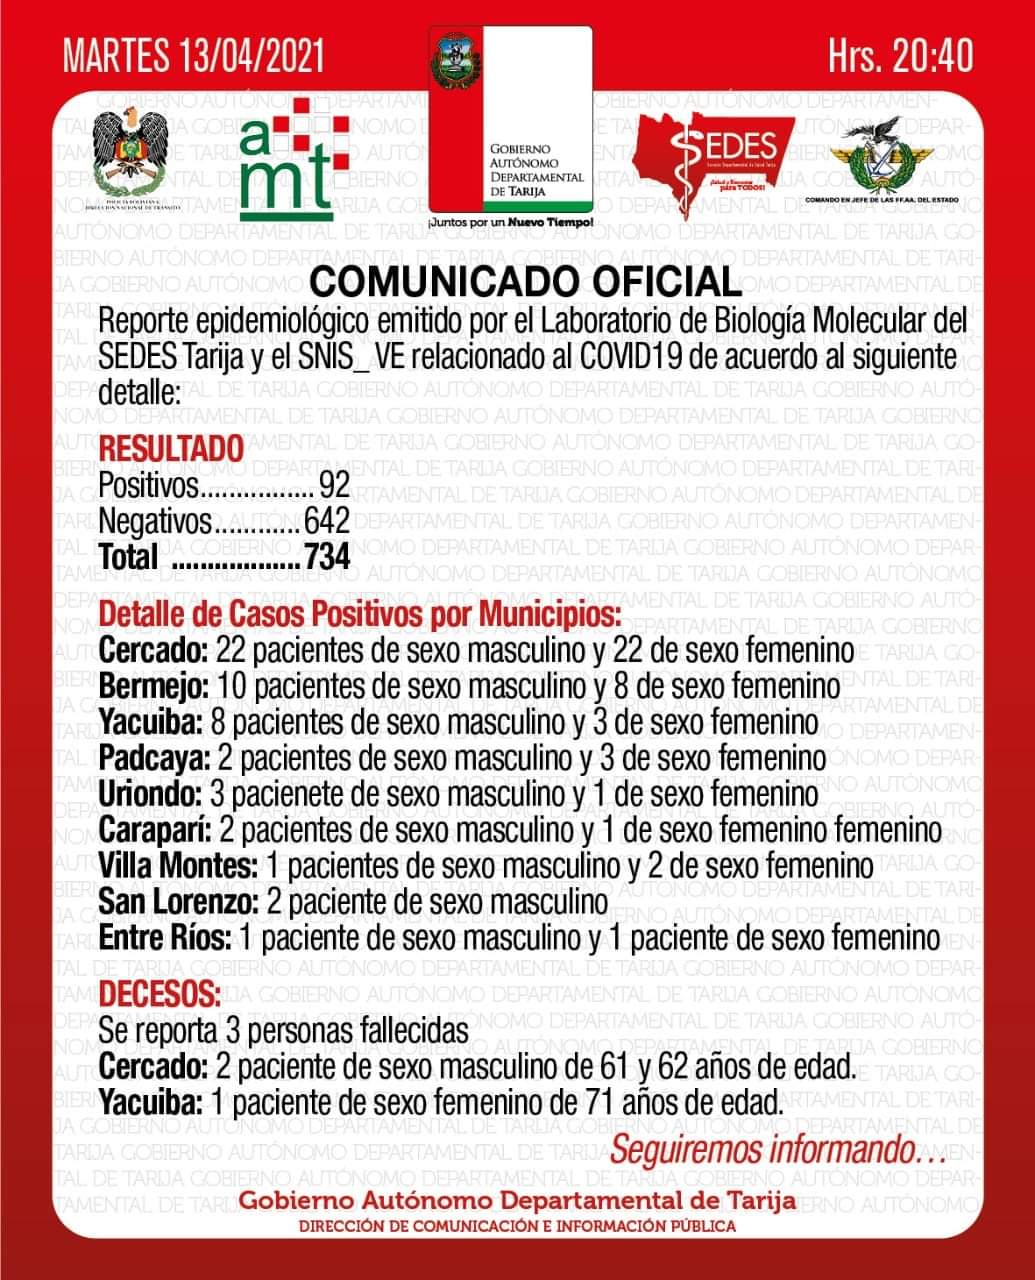 MARTES 13/04/2021
Hrs. 20:40
POLICÍA BOLIVIANA
DIRECCIÓN NACIONAL DE TRÁNSITO
amt
GOBIERNO
AUTÓNOMO
DEPARTAMENTAL
DE TARIJA
¡Juntos por un Nuevo Tiempo!
SEDES
Servicio Departamental de Salud Tarija
para TODOS!
COMANDO EN JEFE DE LAS FF.AA. DEL ESTADO
COMUNICADO OFICIAL
Reporte epidemiológico emitido por el Laboratorio de Biología Molecular del
SEDES Tarija y el SNIS_VE relacionado al COVID19 de acuerdo al siguiente
detalle:
RESULTADO
Positivos................ 92
Negativos............642
Total ..................734
Detalle de Casos Positivos por Municipios:
Cercado: 22 pacientes de sexo masculino y 22 de sexo femenino
Bermejo: 10 pacientes de sexo masculino y 8 de sexo femenino
Yacuiba: 8 pacientes de sexo masculino y 3 de sexo femenino
Padcaya: 2 pacientes de sexo masculino y 3 de sexo femenino
Uriondo: 3 pacienete de sexo masculino y 1 de sexo femenino
Caraparí: 2 pacientes de sexo masculino y 1 de sexo femenino femenino
Villa Montes: 1 pacientes de sexo masculino y 2 de sexo femenino
San Lorenzo: 2 paciente de sexo masculino
Entre Ríos: 1 paciente de sexo masculino y 1 paciente de sexo femenino
DECESOS:
Se reporta 3 personas fallecidas
Cercado: 2 paciente de sexo masculino de 61 y 62 años de edad.
Yacuiba: 1 paciente de sexo femenino de 71 años de edad.
Seguiremos informando...
Gobierno Autónomo Departamental de Tarija
DIRECCIÓN DE COMUNICACIÓN E INFORMACIÓN PÚBLICA